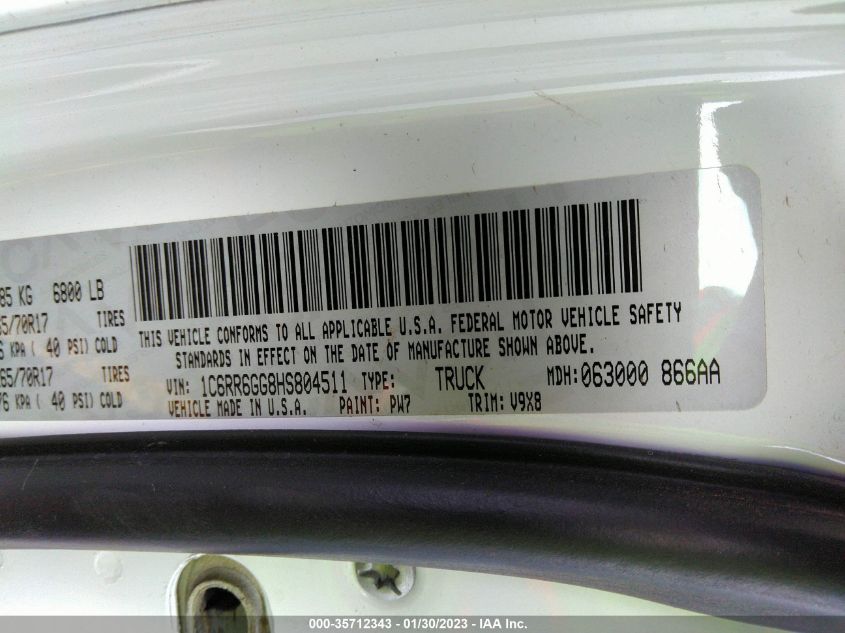 85 KG 6800 LB
65/70R17 TIRES
6 KPA ( 40 PSI) COLD
265/70R17 TIRES
76 KPA ( 40 PSI) COLD
THIS VEHICLE CONFORMS TO ALL APPLICABLE U.S.A. FEDERAL MOTOR VEHICLE SAFETY
STANDARDS IN EFFECT ON THE DATE OF MANUFACTURE SHOWN ABOVE.
VIN: 1C6RR6GG8HS804511 TYPE: TRUCK MDH: 063000 866AA
VEHICLE MADE IN U.S.A. PAINT: PW7 TRIM: V9X8
000-35712343 - 01/30/2023 - IAA Inc.